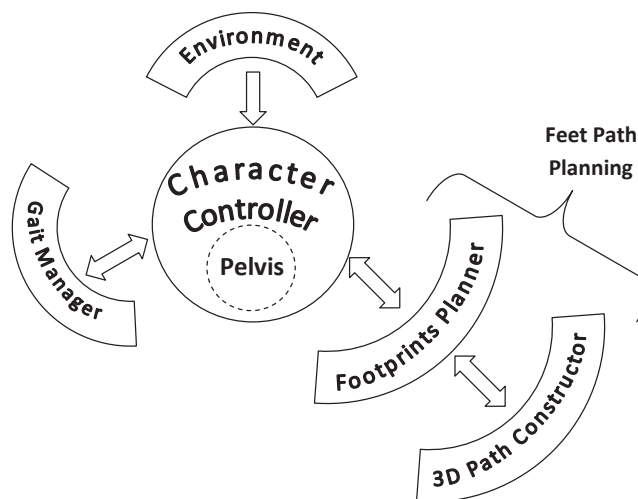 Environment
Feet Path
Planning
Character
Controller
Pelvis
Gait Manager
Footprints Planner
3D Path Constructor